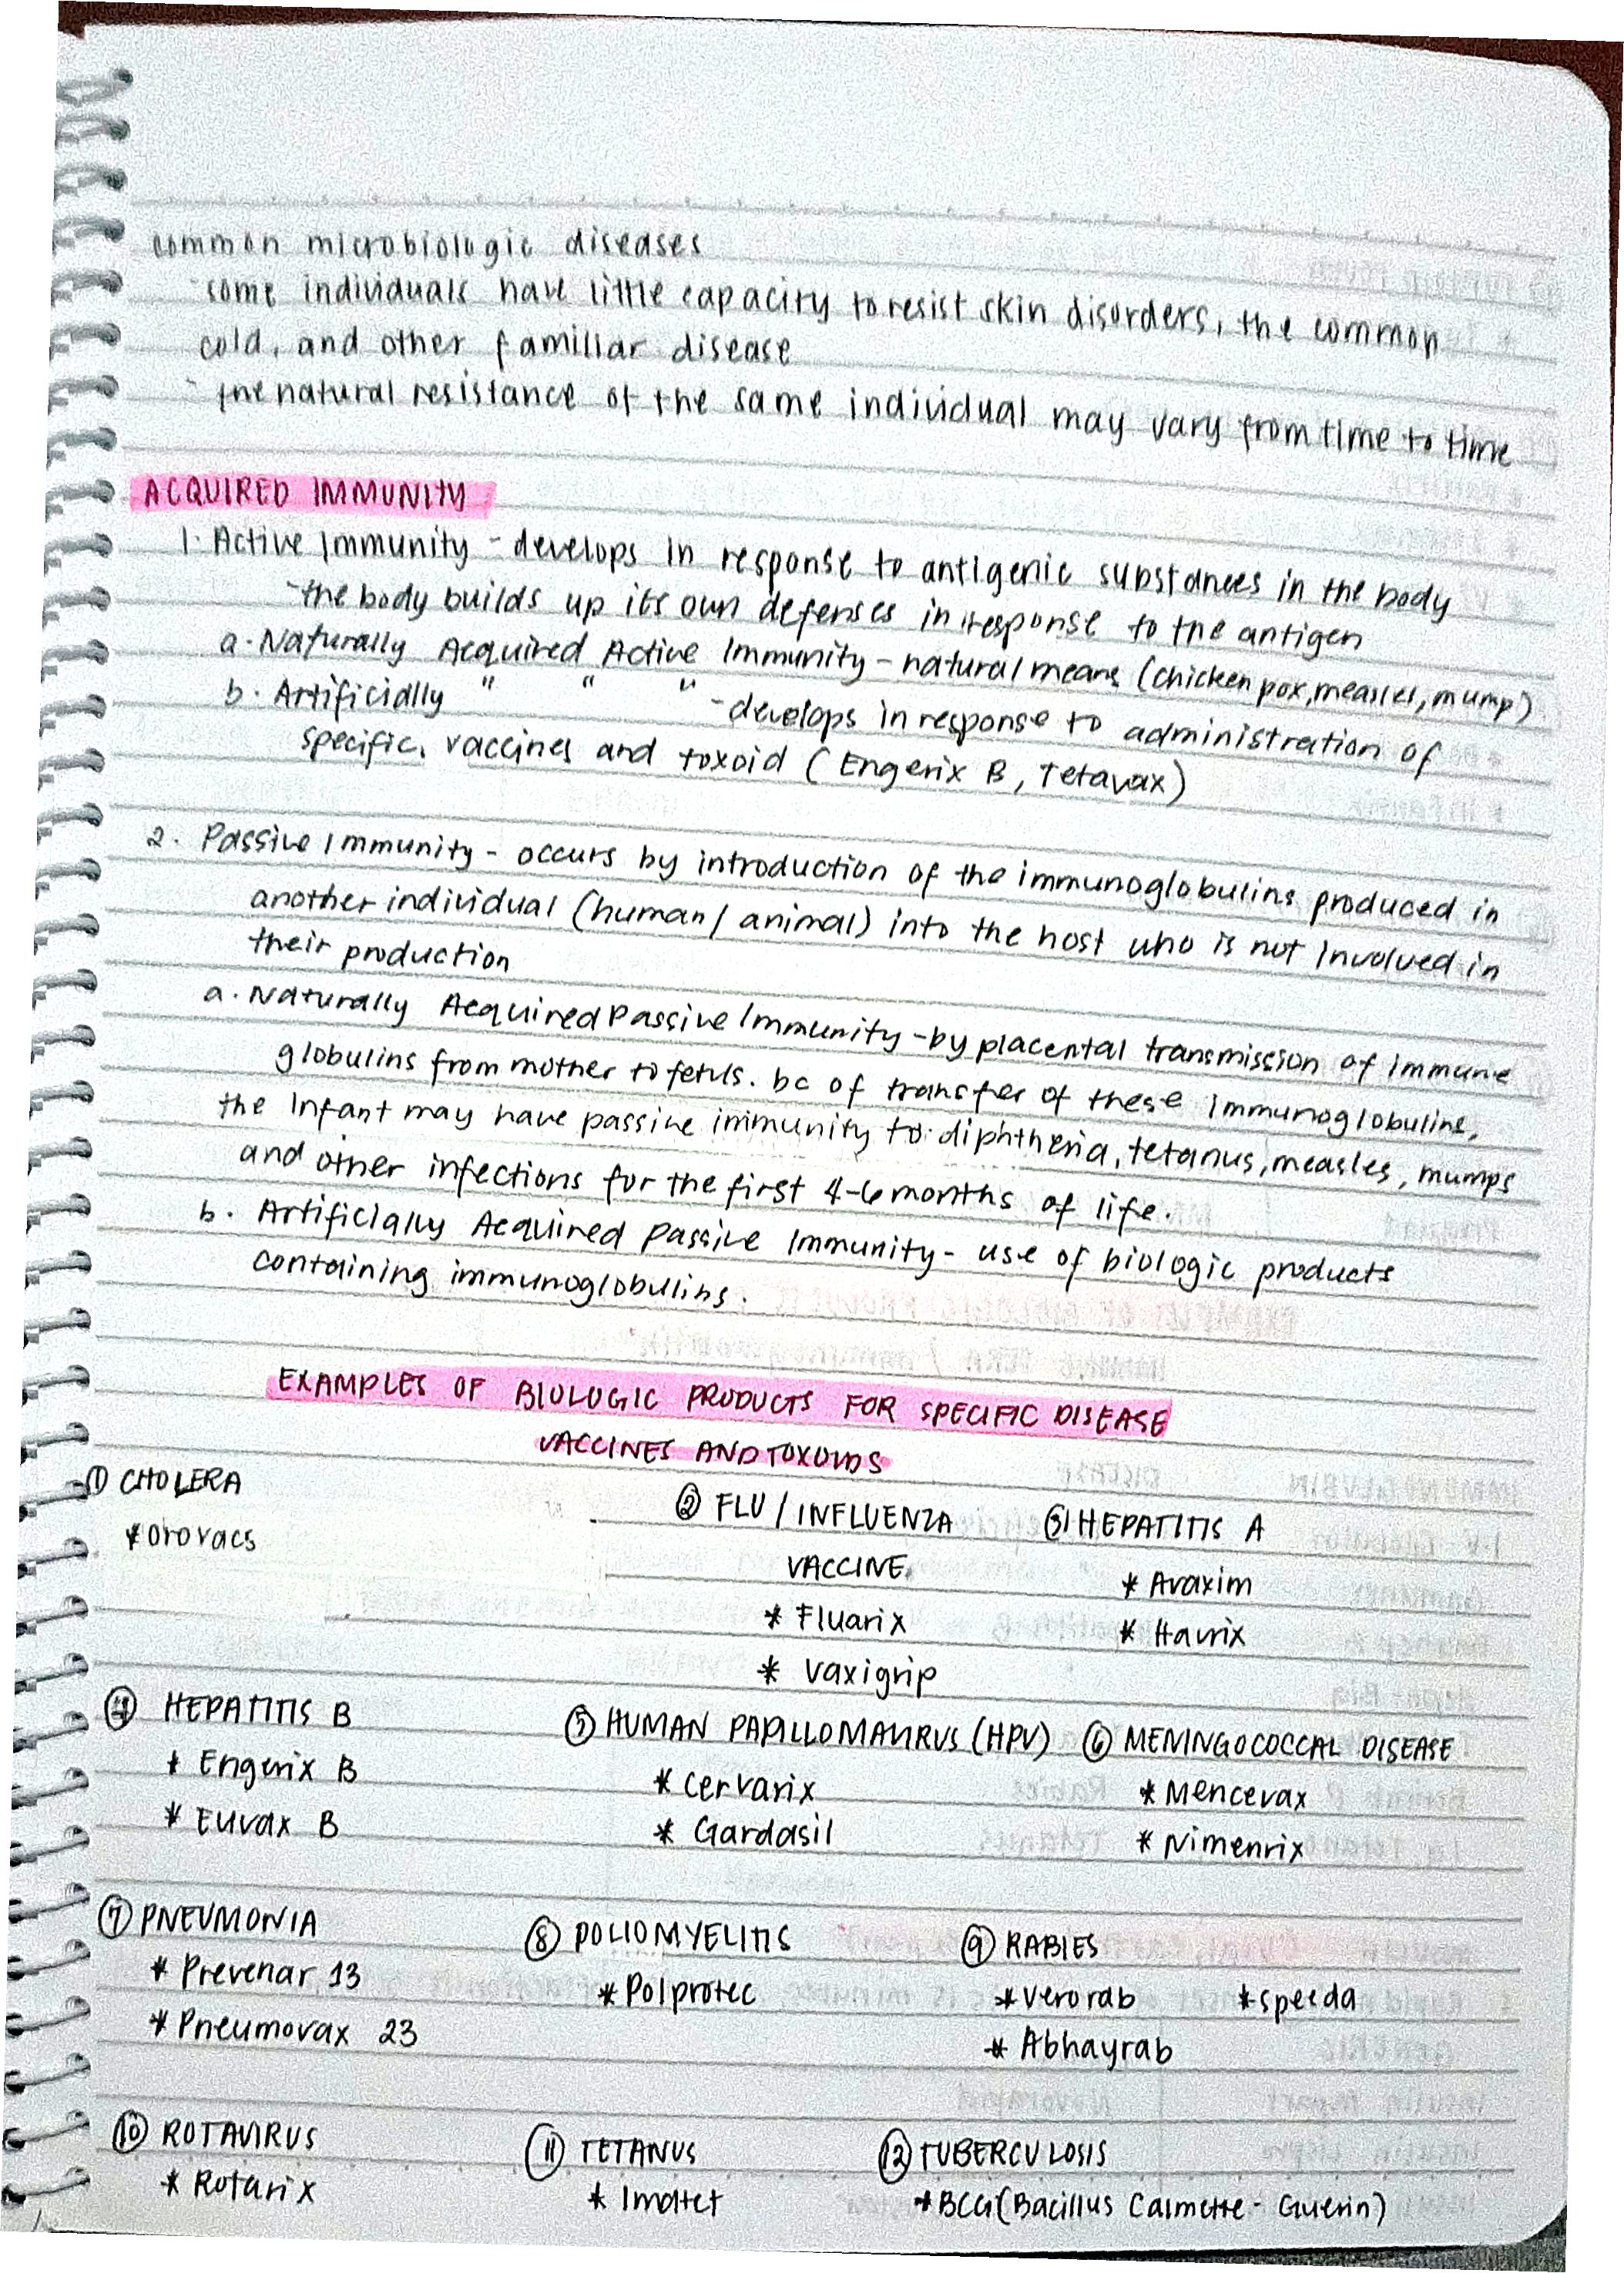 common microbiologic diseases
- some individuals have little capacity to resist skin disorders, the common
cold, and other familiar disease
- the natural resistance of the same individual may vary from time to time
ACQUIRED IMMUNITY
1. Active Immunity - develops in response to antigenic substances in the body
- the body builds up its own defenses in response to the antigen
a. Naturally Acquired Active Immunity - natural means (chicken pox, measles, mump)
b. Artificially " " " - develops in response to administration of
specific, vaccines and toxoid (Engerix B, Tetavax)
2. Passive Immunity - occurs by introduction of the immunoglobulins produced in
another individual (human / animal) into the host who is not involved in
their production
a. Naturally Acquired Passive Immunity - by placental transmission of immune
globulins from mother to fetus. bc of transfer of these immunoglobulins,
the infant may have passive immunity to: diphtheria, tetanus, measles, mumps
and other infections for the first 4-6 months of life.
b. Artificially Acquired Passive Immunity - use of biologic products
containing immunoglobulins.
EXAMPLES OF BIOLOGIC PRODUCTS FOR SPECIFIC DISEASE
VACCINES AND TOXOIDS
① CHOLERA
* Orovacs
② FLU / INFLUENZA
VACCINE
* Fluarix
* Vaxigrip
③ HEPATITIS A
* Avaxim
* Havrix
④ HEPATITIS B
* Engerix B
* Euvax B
⑤ HUMAN PAPILLOMAVIRUS (HPV)
* Cervarix
* Gardasil
⑥ MENINGOCOCCAL DISEASE
* Mencevax
* Nimenrix
⑦ PNEUMONIA
* Prevenar 13
* Pneumovax 23
⑧ POLIOMYELITIS
* Polprotec
⑨ RABIES
* Verorab * Speeda
* Abhayrab
⑩ ROTAVIRUS
* Rotarix
⑪ TETANUS
* Imatet
⑫ TUBERCULOSIS
* BCG (Bacillus Calmette - Guerin)